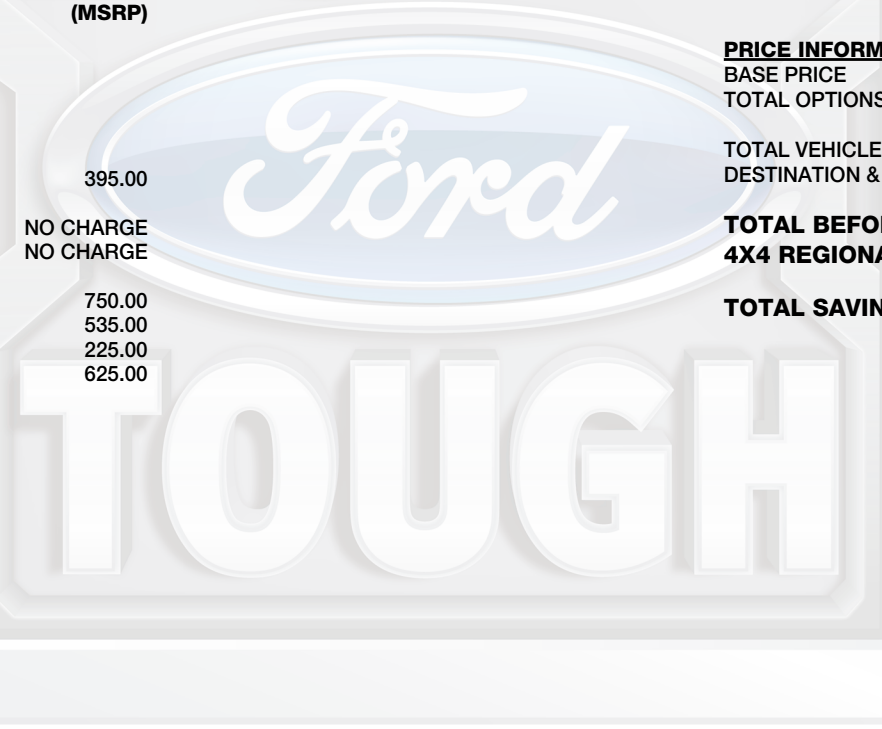 (MSRP)
395.00
NO CHARGE
NO CHARGE
750.00
535.00
225.00
625.00
PRICE INFORM
BASE PRICE
TOTAL OPTIONS
TOTAL VEHICLE
DESTINATION &
TOTAL BEFO
4X4 REGIONA
TOTAL SAVIN
Ford
TOUGH